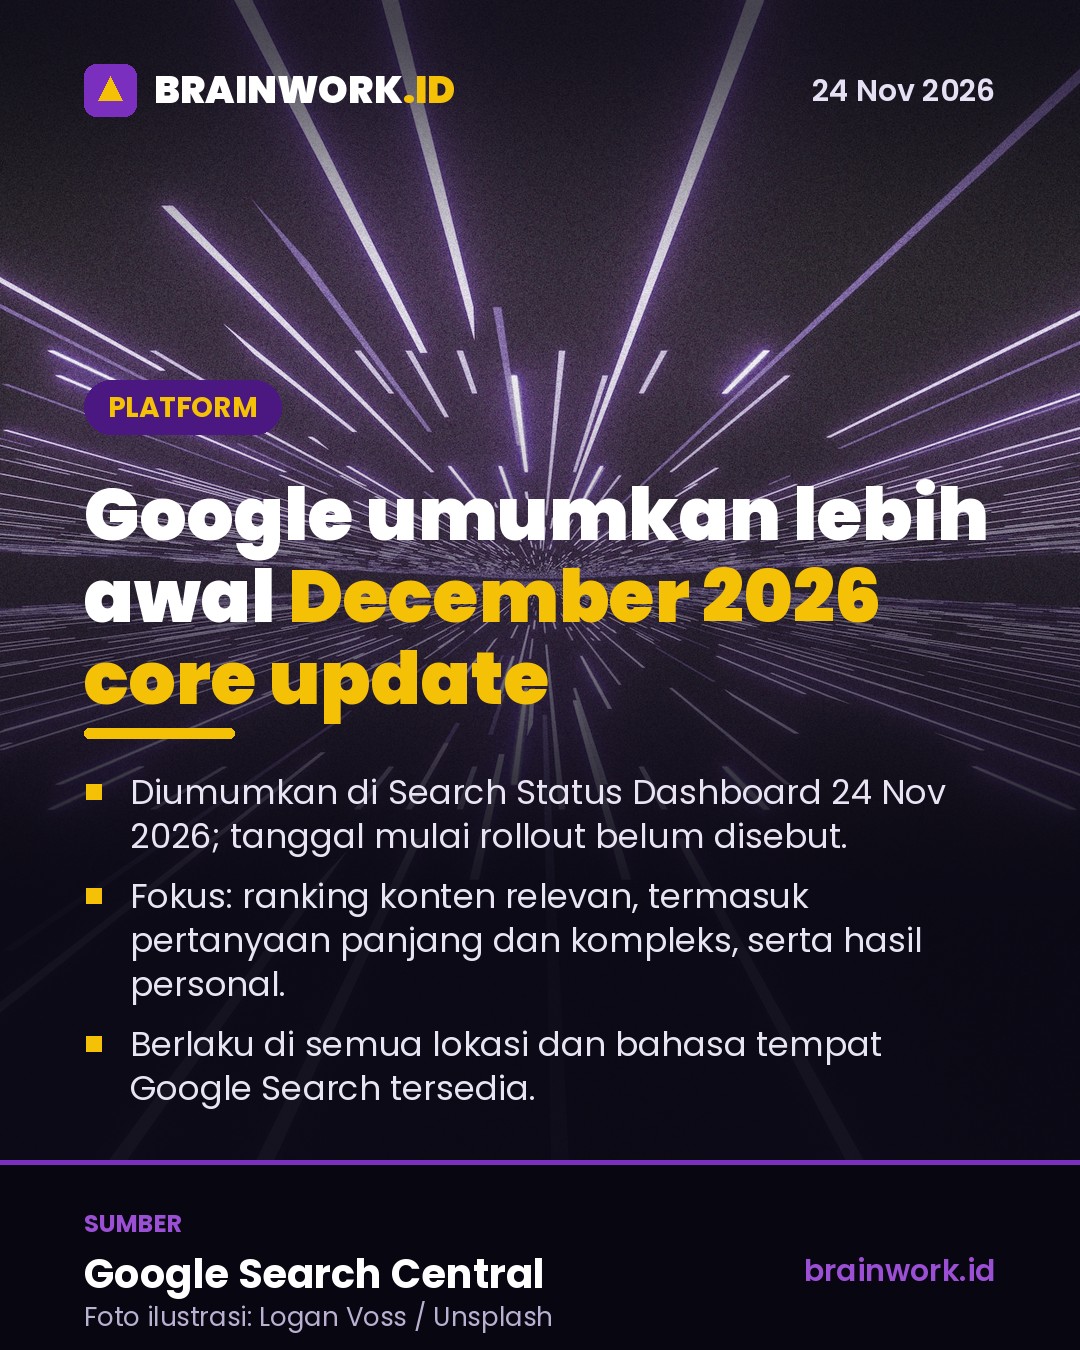 BRAINWORK.ID
24 Nov 2026
PLATFORM
Google umumkan lebih
awal December 2026
core update
Diumumkan di Search Status Dashboard 24 Nov
2026; tanggal mulai rollout belum disebut.
Fokus: ranking konten relevan, termasuk
pertanyaan panjang dan kompleks, serta hasil
personal.
Berlaku di semua lokasi dan bahasa tempat
Google Search tersedia.
SUMBER
Google Search Central
brainwork.id
Foto ilustrasi: Logan Voss / Unsplash